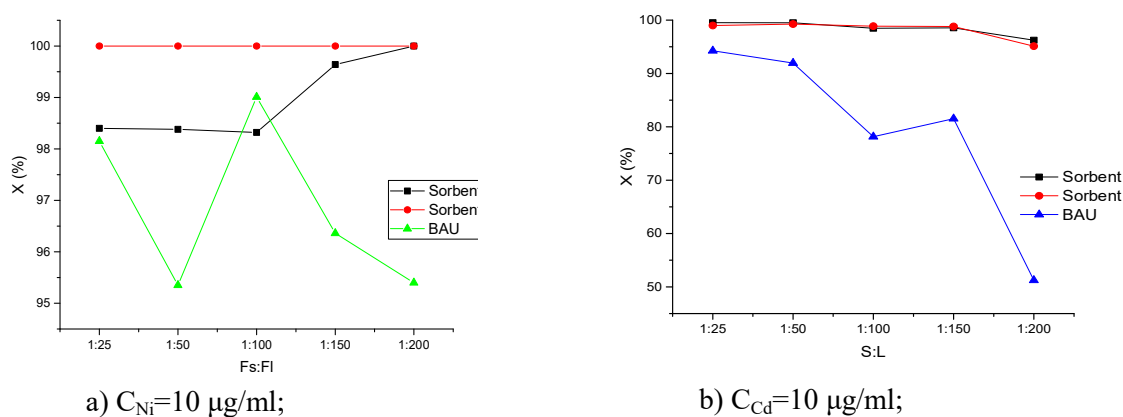 100
99
98
97
96
95
X (%)
1:25 1:50 1:100 1:150 1:200
Fs:Fl
Sorbent
Sorbent
BAU
a) C_Ni=10 µg/ml;
100
90
80
70
60
50
X (%)
1:25 1:50 1:100 1:150 1:200
S:L
Sorbent
Sorbent
BAU
b) C_Cd=10 µg/ml;